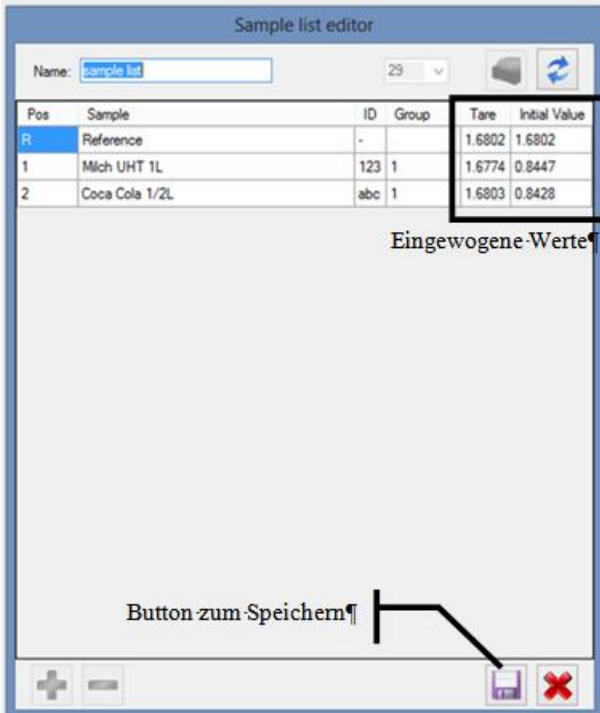 Sample list editor
Name: sample list 29
Pos Sample ID Group Tare Initial Value
R Reference - 1.6802 1.6802
1 Milch UHT 1L 123 1 1.6774 0.8447
2 Coca Cola 1/2L abc 1 1.6803 0.8428
Eingewogene·Werte¶
Button·zum·Speichern¶